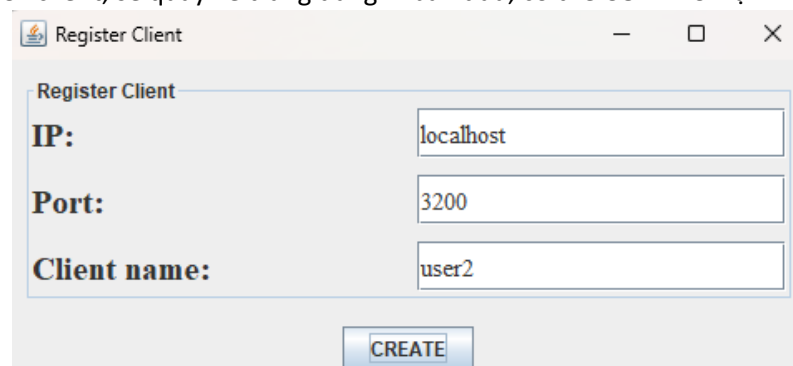 Register Client
Register Client
IP:
localhost
Port:
3200
Client name:
user2
CREATE